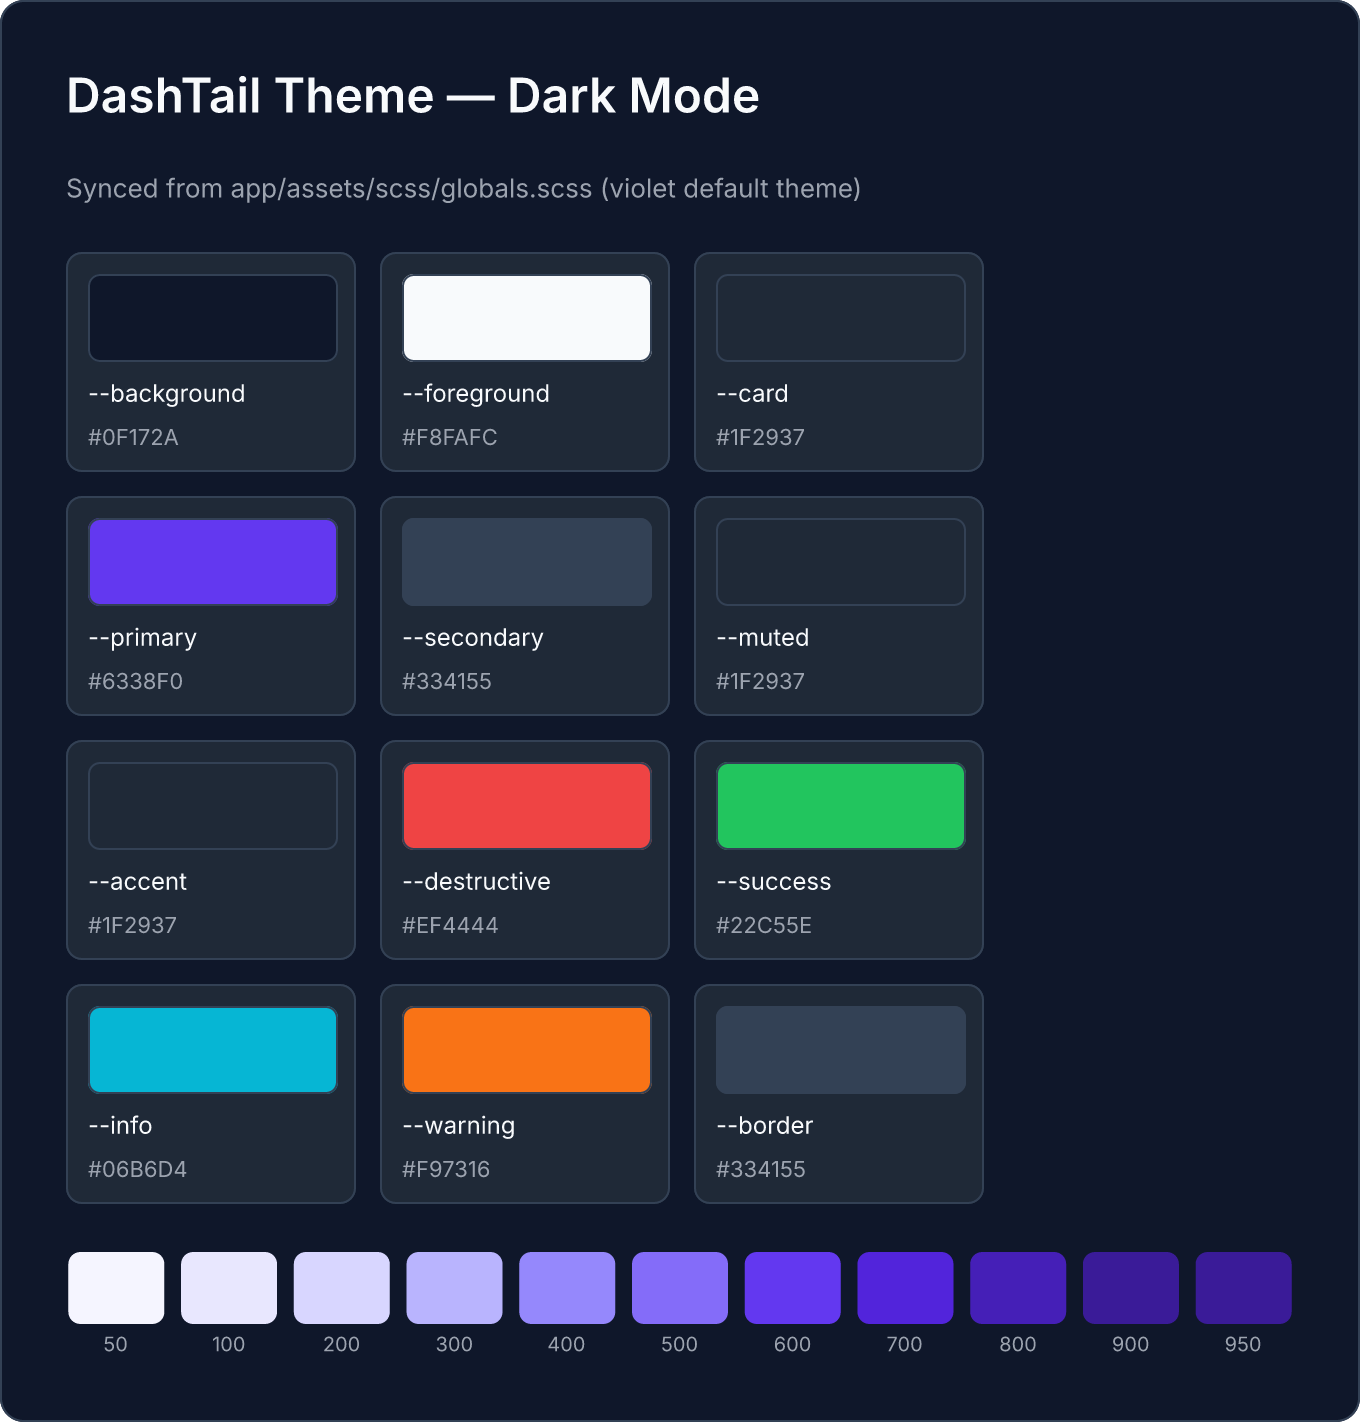 DashTail Theme — Dark Mode
Synced from app/assets/scss/globals.scss (violet default theme)
--background
#0F172A
--foreground
#F8FAFC
--card
#1F2937
--primary
#6338F0
--secondary
#334155
--muted
#1F2937
--accent
#1F2937
--destructive
#EF4444
--success
#22C55E
--info
#06B6D4
--warning
#F97316
--border
#334155
50 100 200 300 400 500 600 700 800 900 950